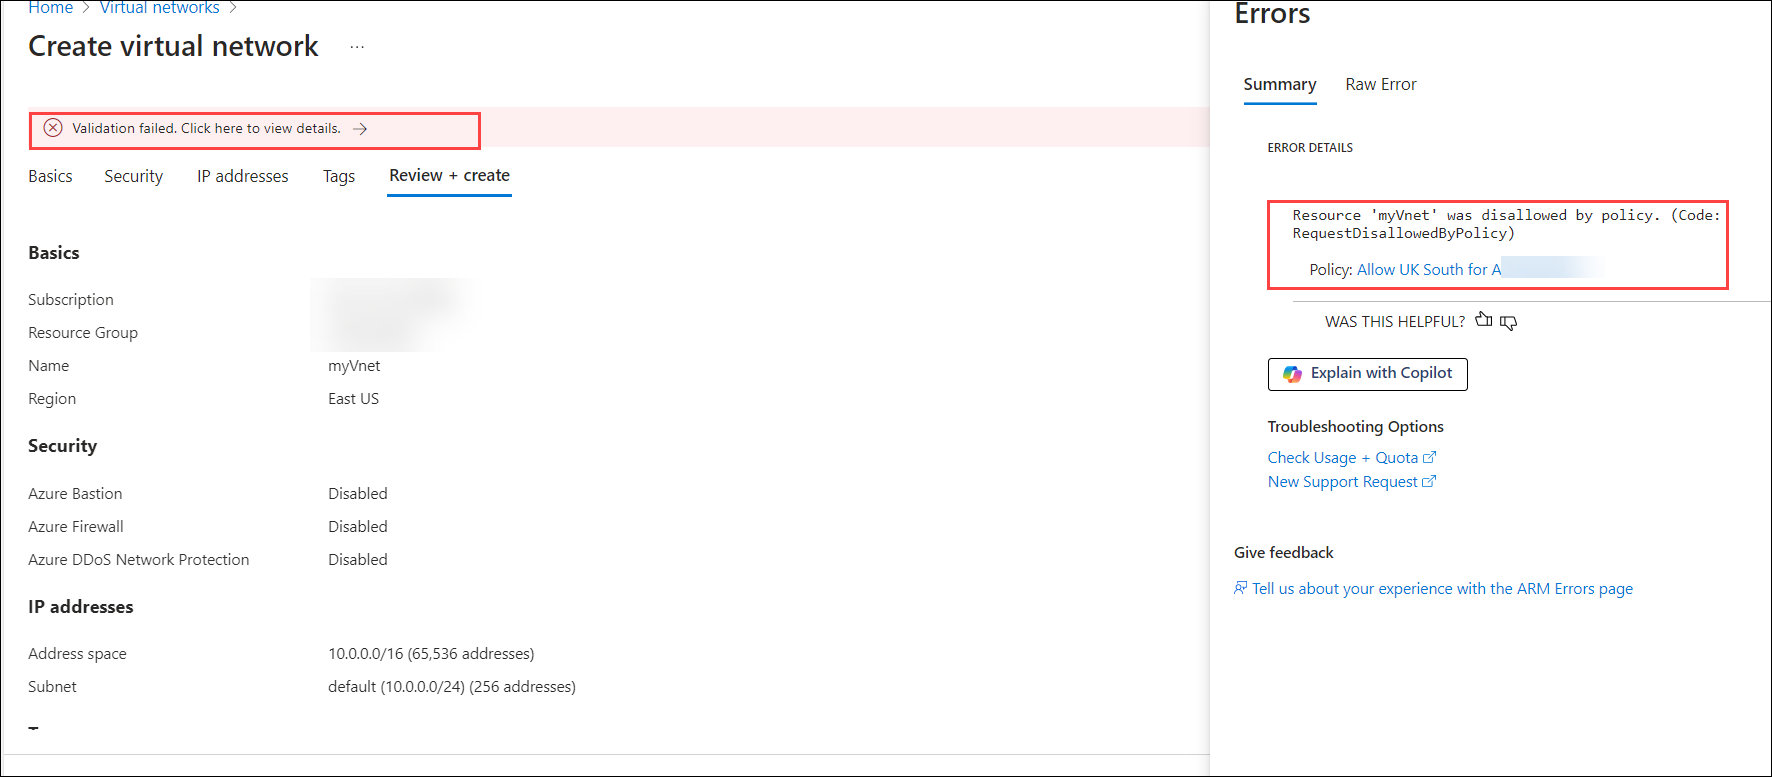 Home > Virtual networks >
Create virtual network ...
Validation failed. Click here to view details. →
Basics Security IP addresses Tags Review + create
Basics
Subscription
Resource Group
Name myVnet
Region East US
Security
Azure Bastion Disabled
Azure Firewall Disabled
Azure DDoS Network Protection Disabled
IP addresses
Address space 10.0.0.0/16 (65,536 addresses)
Subnet default (10.0.0.0/24) (256 addresses)
Errors
Summary Raw Error
ERROR DETAILS
Resource 'myVnet' was disallowed by policy. (Code:
RequestDisallowedByPolicy)
Policy: Allow UK South for A
WAS THIS HELPFUL?
Explain with Copilot
Troubleshooting Options
Check Usage + Quota
New Support Request
Give feedback
Tell us about your experience with the ARM Errors page